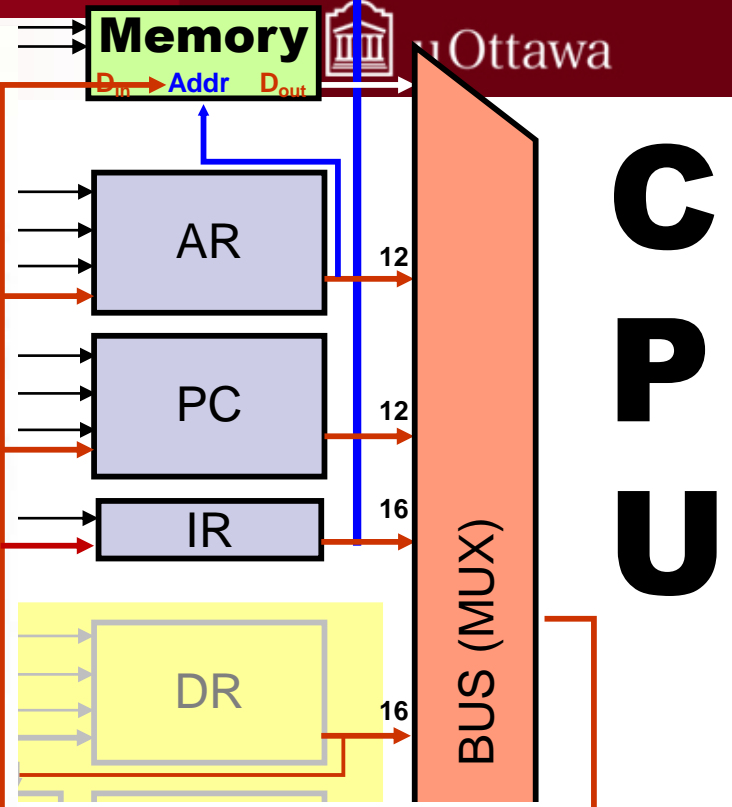 Memory
uOttawa
Din Addr Dout
C
AR
12
P
PC
12
16
IR
U
BUS (MUX)
DR
16